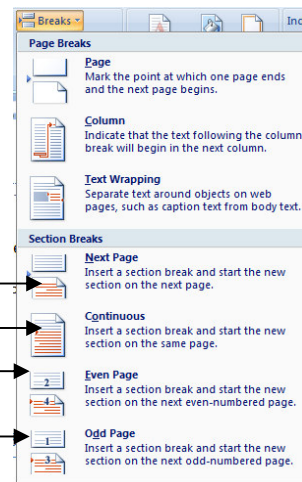 Breaks
Inc
Page Breaks
Page
Mark the point at which one page ends
and the next page begins.
Column
Indicate that the text following the column
break will begin in the next column.
Text Wrapping
Separate text around objects on web
pages, such as caption text from body text.
Section Breaks
Next Page
Insert a section break and start the new
section on the next page.
Continuous
Insert a section break and start the new
section on the same page.
Even Page
2
Insert a section break and start the new
4
section on the next even-numbered page.
Odd Page
1
Insert a section break and start the new
3
section on the next odd-numbered page.